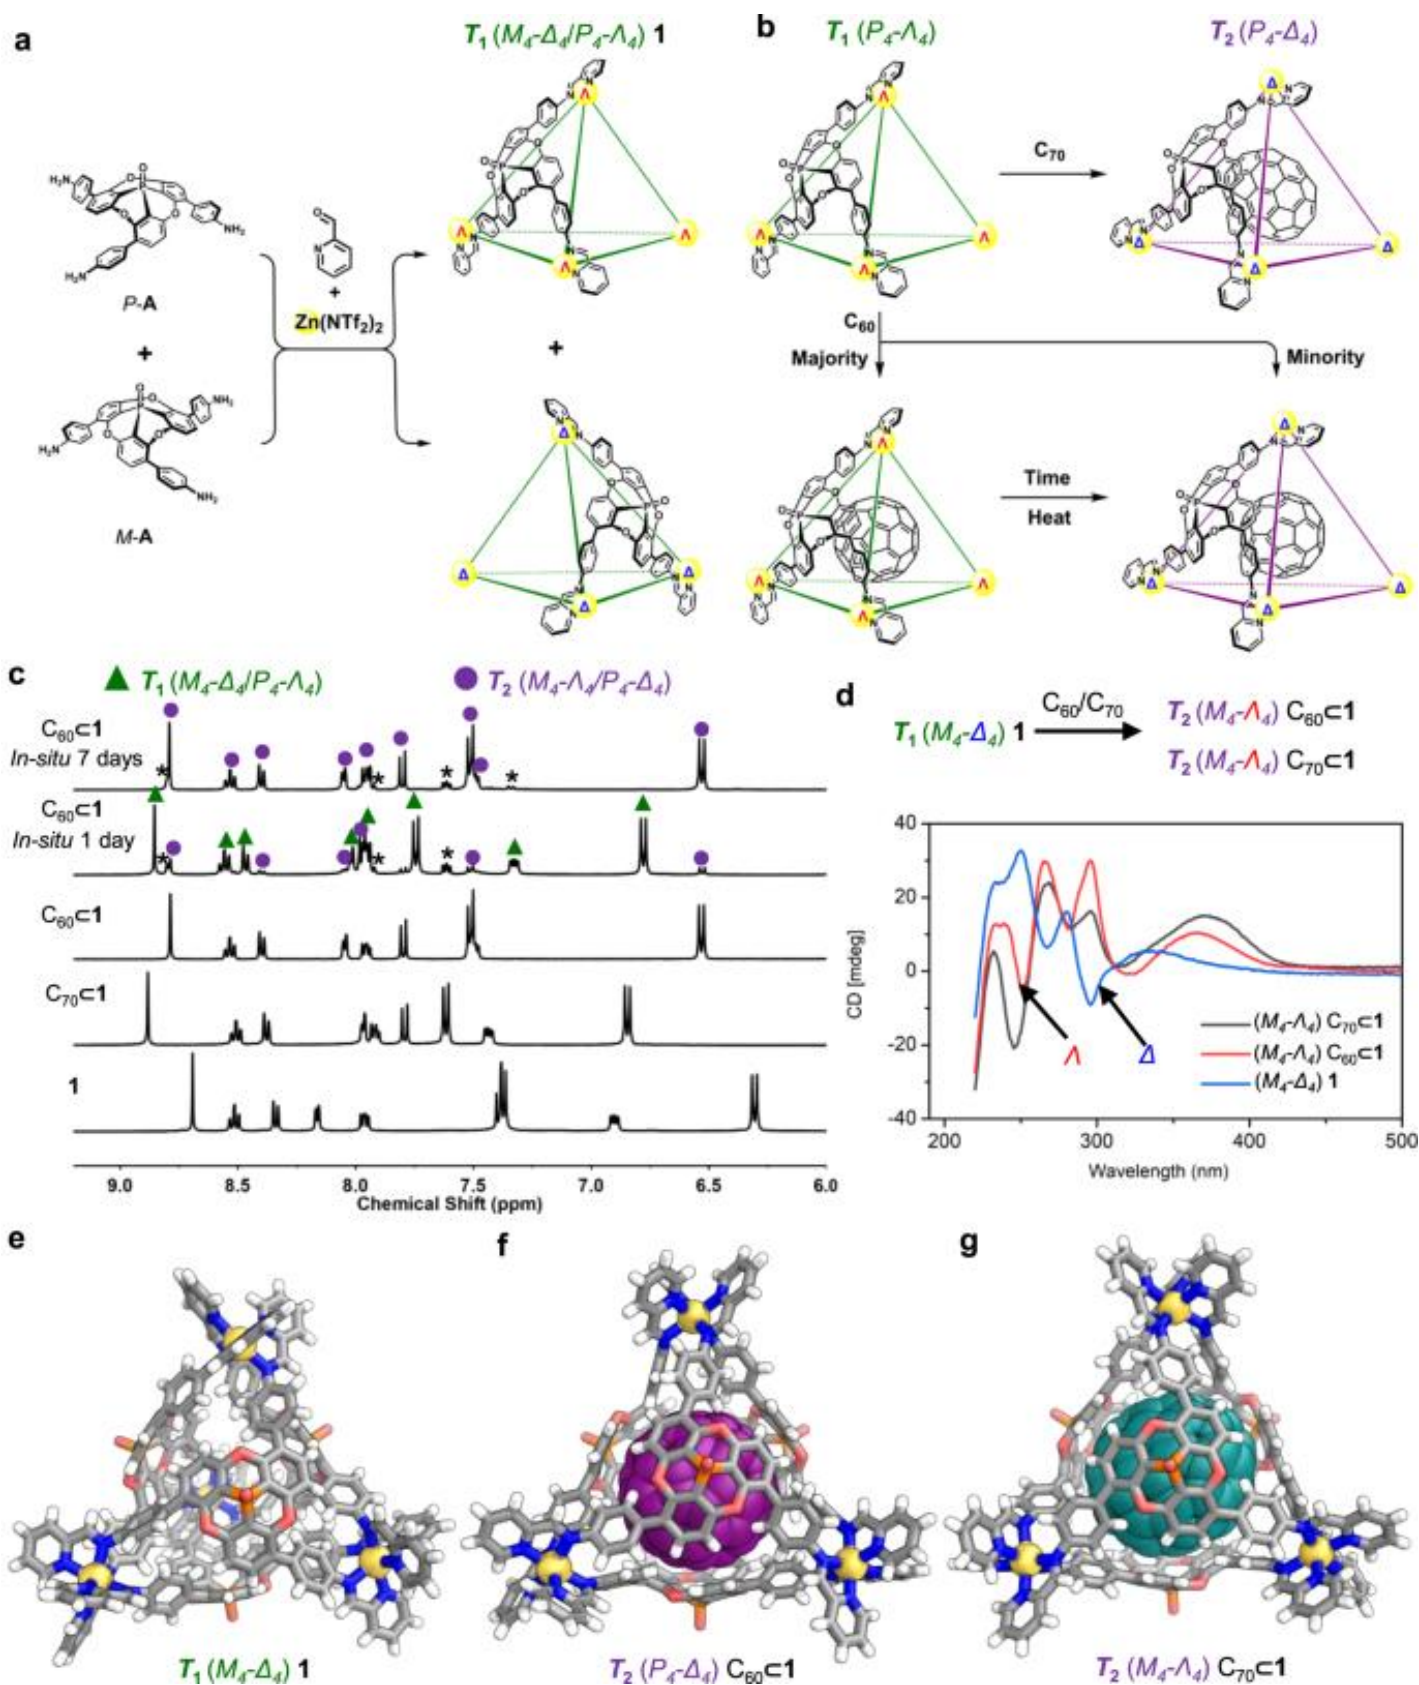 a
T₁ (M₄-Δ₄/P₄-Λ₄) 1
b
T₁ (P₄-Λ₄)
T₂ (P₄-Δ₄)
P-A
+
M-A
+
Zn(NTf₂)₂
+
C₇₀
C₆₀
Majority
Minority
Time
Heat
c
T₁ (M₄-Δ₄/P₄-Λ₄)
T₂ (M₄-Λ₄/P₄-Δ₄)
C₆₀⊂1
In-situ 7 days
C₆₀⊂1
In-situ 1 day
C₆₀⊂1
C₇₀⊂1
1
9.0 8.5 8.0 7.5 7.0 6.5 6.0
Chemical Shift (ppm)
d
T₁ (M₄-Δ₄) 1
C₆₀/C₇₀
T₂ (M₄-Λ₄) C₆₀⊂1
T₂ (M₄-Λ₄) C₇₀⊂1
40
20
0
-20
-40
CD [mdeg]
Λ
Δ
(M₄-Λ₄) C₇₀⊂1
(M₄-Λ₄) C₆₀⊂1
(M₄-Δ₄) 1
200 300 400 500
Wavelength (nm)
e
f
g
T₁ (M₄-Δ₄) 1
T₂ (P₄-Δ₄) C₆₀⊂1
T₂ (M₄-Λ₄) C₇₀⊂1